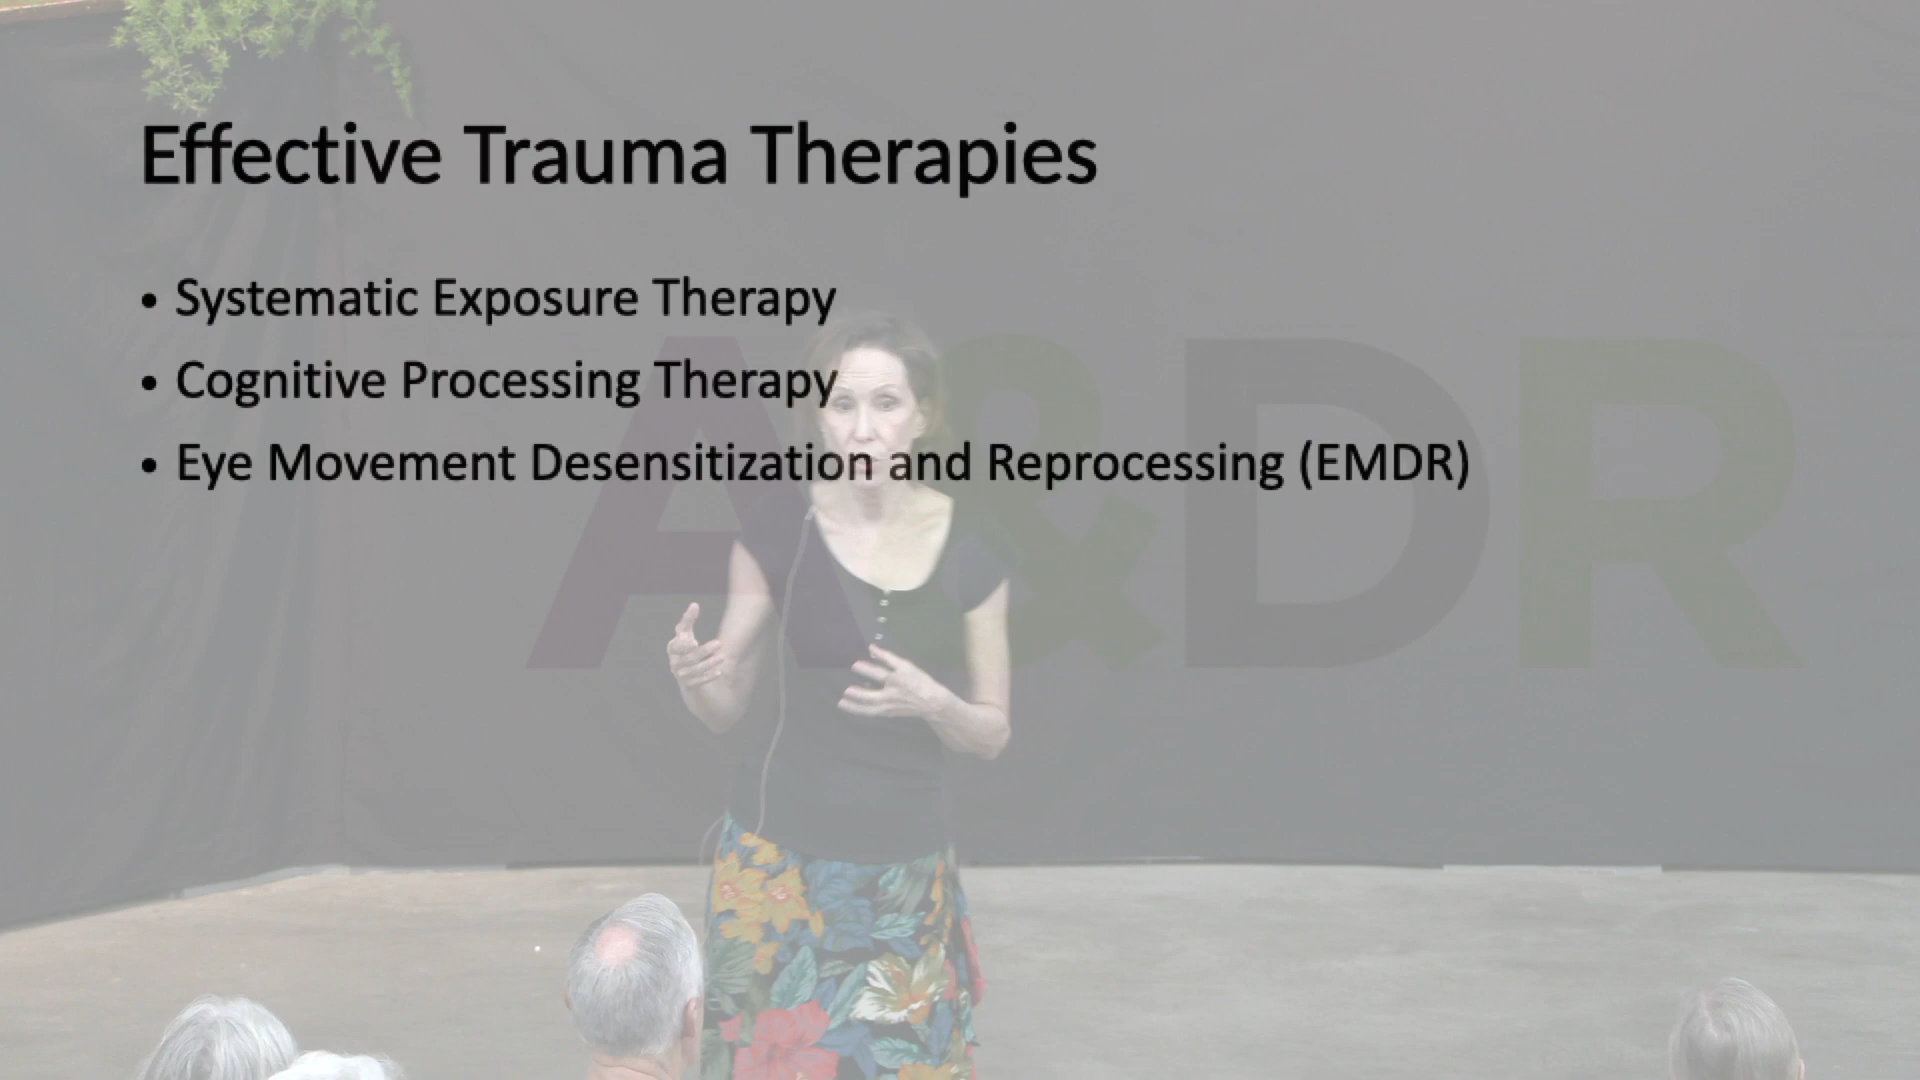 Effective Trauma Therapies
• Systematic Exposure Therapy
• Cognitive Processing Therapy
• Eye Movement Desensitization and Reprocessing (EMDR)
A&DR